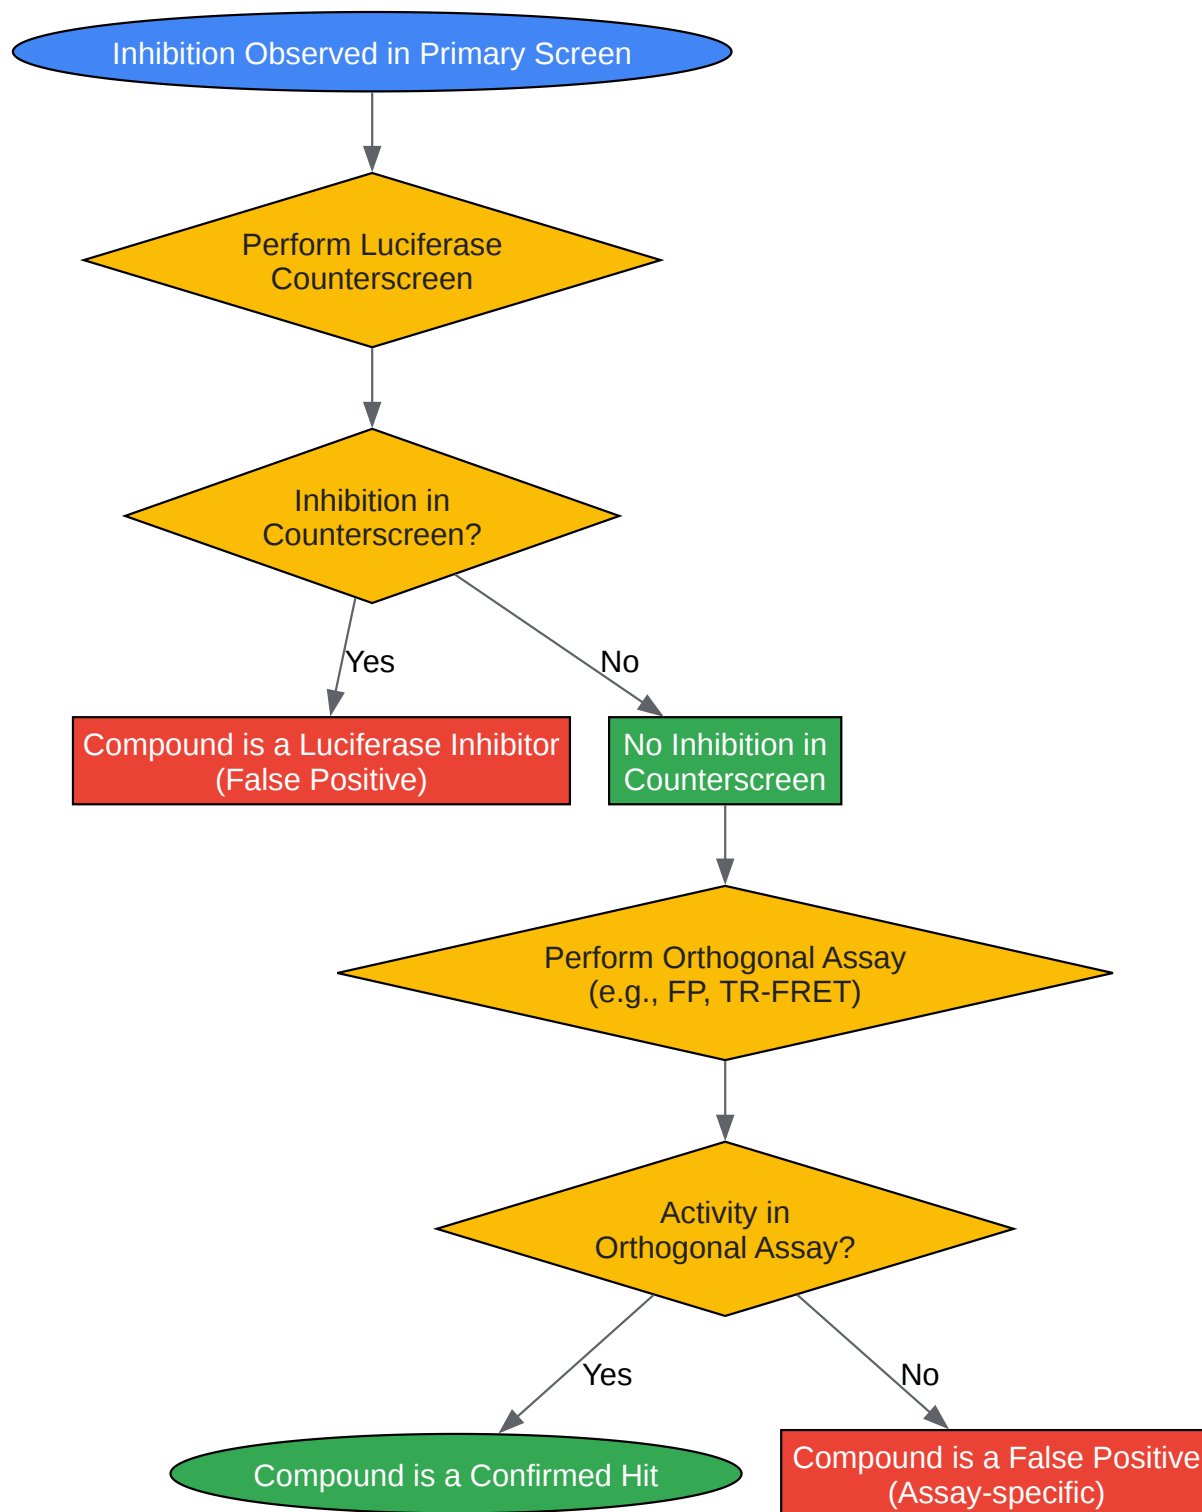 Inhibition Observed in Primary Screen
Perform Luciferase
Counterscreen
Inhibition in
Counterscreen?
Yes
No
Compound is a Luciferase Inhibitor
(False Positive)
No Inhibition in
Counterscreen
Perform Orthogonal Assay
(e.g., FP, TR-FRET)
Activity in
Orthogonal Assay?
Yes
No
Compound is a Confirmed Hit
Compound is a False Positive
(Assay-specific)